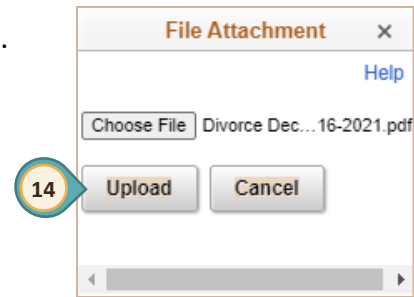 .
File Attachment ×
Help
Choose File Divorce Dec...16-2021.pdf
14 Upload Cancel